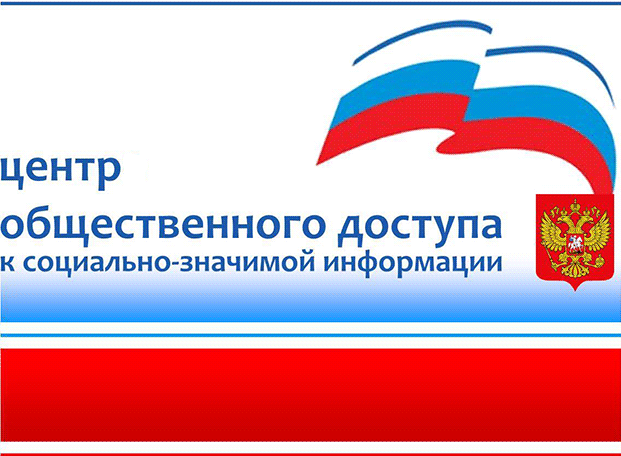 центр
общественного доступа
к социально-значимой информации